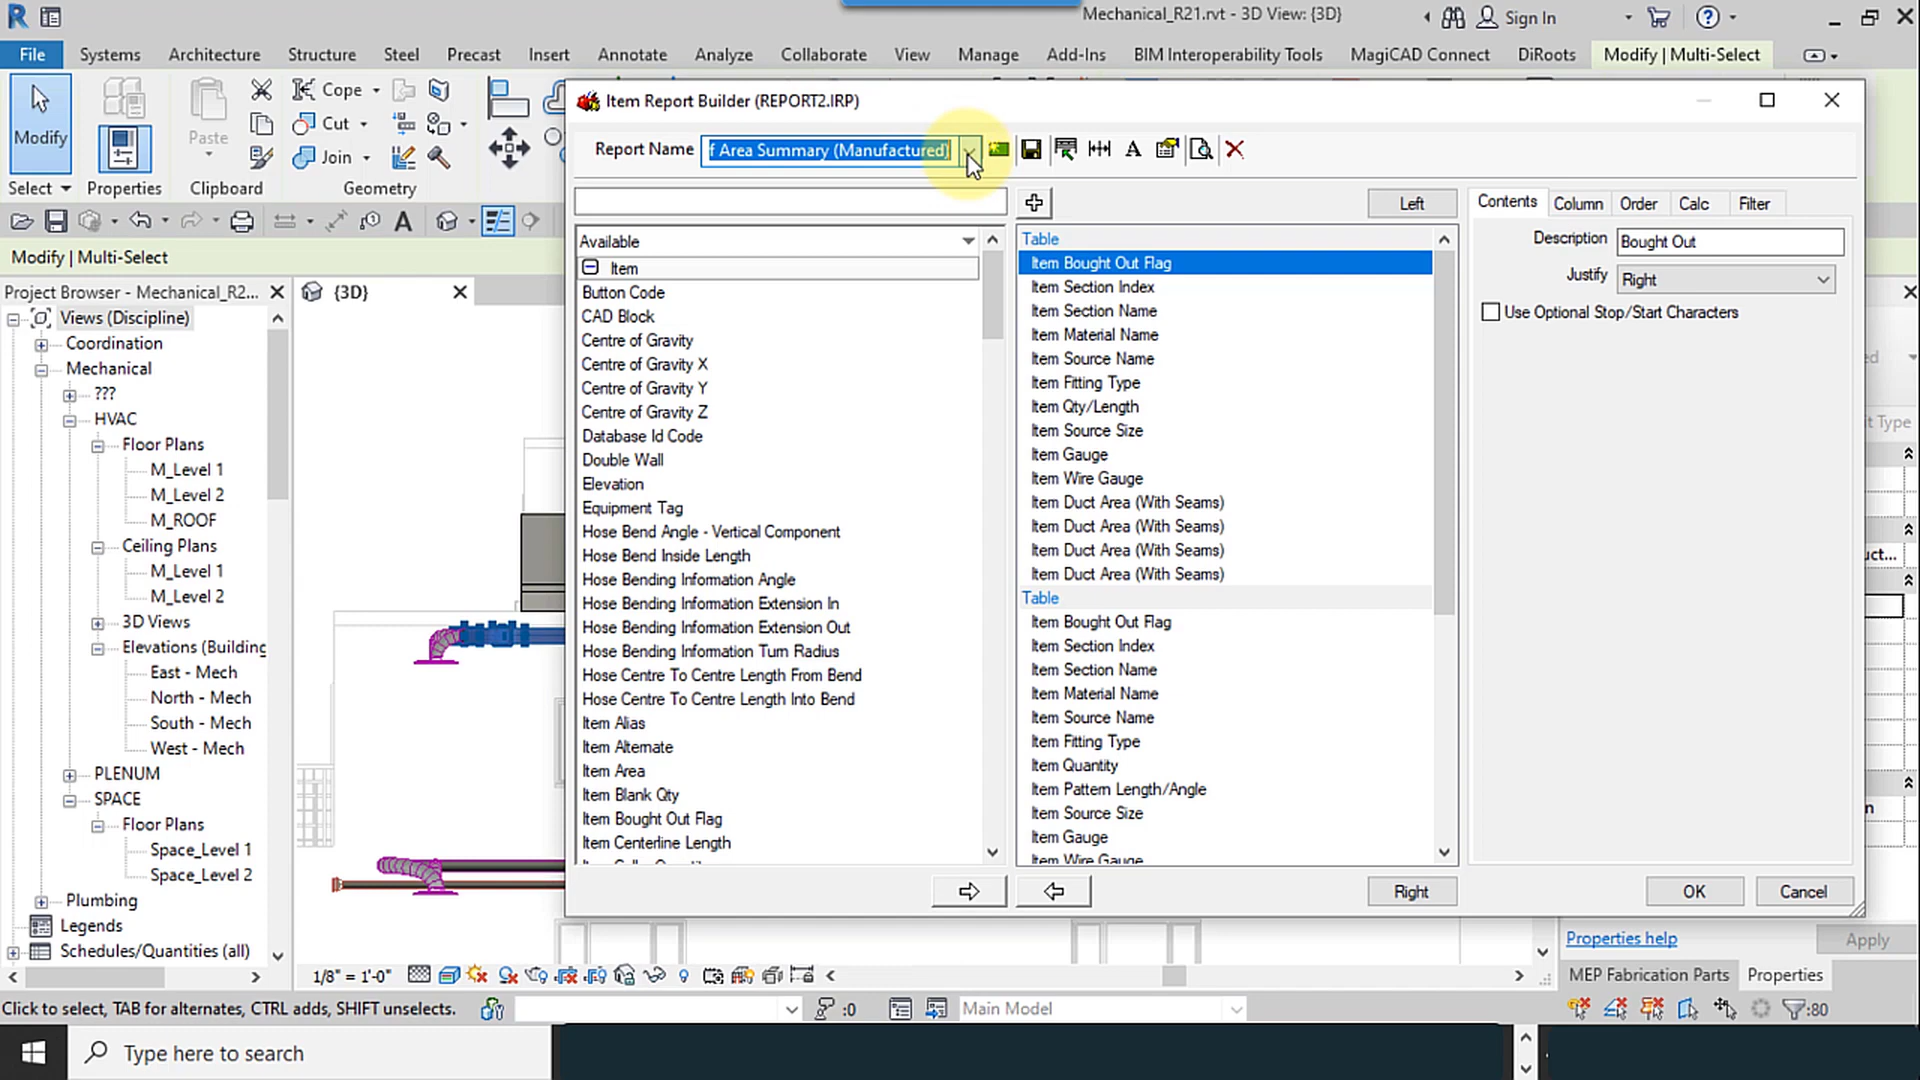 Mechanical_R21.rvt - 3D View: {3D}
Sign In
File
Systems
Architecture
Structure
Steel
Precast
Insert
Annotate
Analyze
Collaborate
View
Manage
Add-Ins
BIM Interoperability Tools
MagiCAD Connect
DiRoots
Modify | Multi-Select
Modify
Paste
Cope
Cut
Join
Select
Properties
Clipboard
Geometry
Modify | Multi-Select
Project Browser - Mechanical_R2...
{3D}
Views (Discipline)
Coordination
Mechanical
???
HVAC
Floor Plans
M_Level 1
M_Level 2
M_ROOF
Ceiling Plans
M_Level 1
M_Level 2
3D Views
Elevations (Building
East - Mech
North - Mech
South - Mech
West - Mech
PLENUM
SPACE
Floor Plans
Space_Level 1
Space_Level 2
Plumbing
Legends
Schedules/Quantities (all)
Item Report Builder (REPORT2.IRP)
Report Name
f Area Summary (Manufactured)
Left
Available
Item
Button Code
CAD Block
Centre of Gravity
Centre of Gravity X
Centre of Gravity Y
Centre of Gravity Z
Database Id Code
Double Wall
Elevation
Equipment Tag
Hose Bend Angle - Vertical Component
Hose Bend Inside Length
Hose Bending Information Angle
Hose Bending Information Extension In
Hose Bending Information Extension Out
Hose Bending Information Turn Radius
Hose Centre To Centre Length From Bend
Hose Centre To Centre Length Into Bend
Item Alias
Item Alternate
Item Area
Item Blank Qty
Item Bought Out Flag
Item Centerline Length
Table
Item Bought Out Flag
Item Section Index
Item Section Name
Item Material Name
Item Source Name
Item Fitting Type
Item Qty/Length
Item Source Size
Item Gauge
Item Wire Gauge
Item Duct Area (With Seams)
Item Duct Area (With Seams)
Item Duct Area (With Seams)
Item Duct Area (With Seams)
Table
Item Bought Out Flag
Item Section Index
Item Section Name
Item Material Name
Item Source Name
Item Fitting Type
Item Quantity
Item Pattern Length/Angle
Item Source Size
Item Gauge
Item Wire Gauge
Contents
Column
Order
Calc
Filter
Description
Bought Out
Justify
Right
Use Optional Stop/Start Characters
Right
OK
Cancel
it Type
uct...
Properties help
Apply
MEP Fabrication Parts
Properties
1/8" = 1'-0"
Click to select, TAB for alternates, CTRL adds, SHIFT unselects.
:0
Main Model
:80
Type here to search